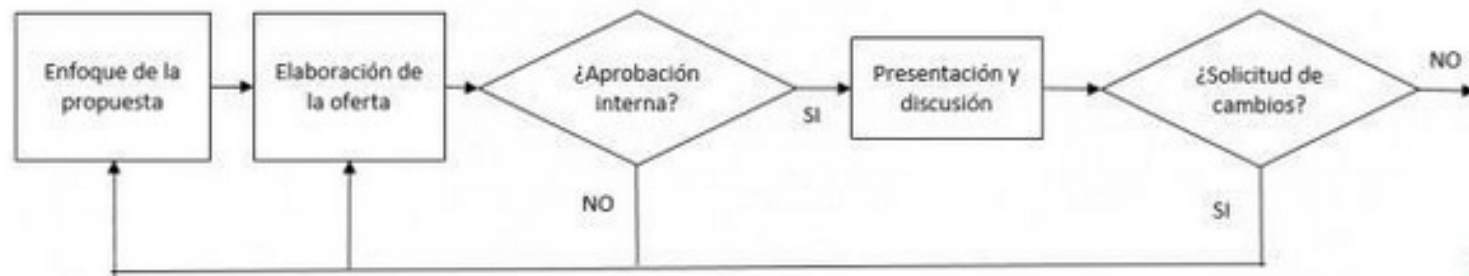 Enfoque de la
propuesta
Elaboración de
la oferta
¿Aprobación
interna?
SI
NO
Presentación y
discusión
¿Solicitud de
cambios?
NO
SI